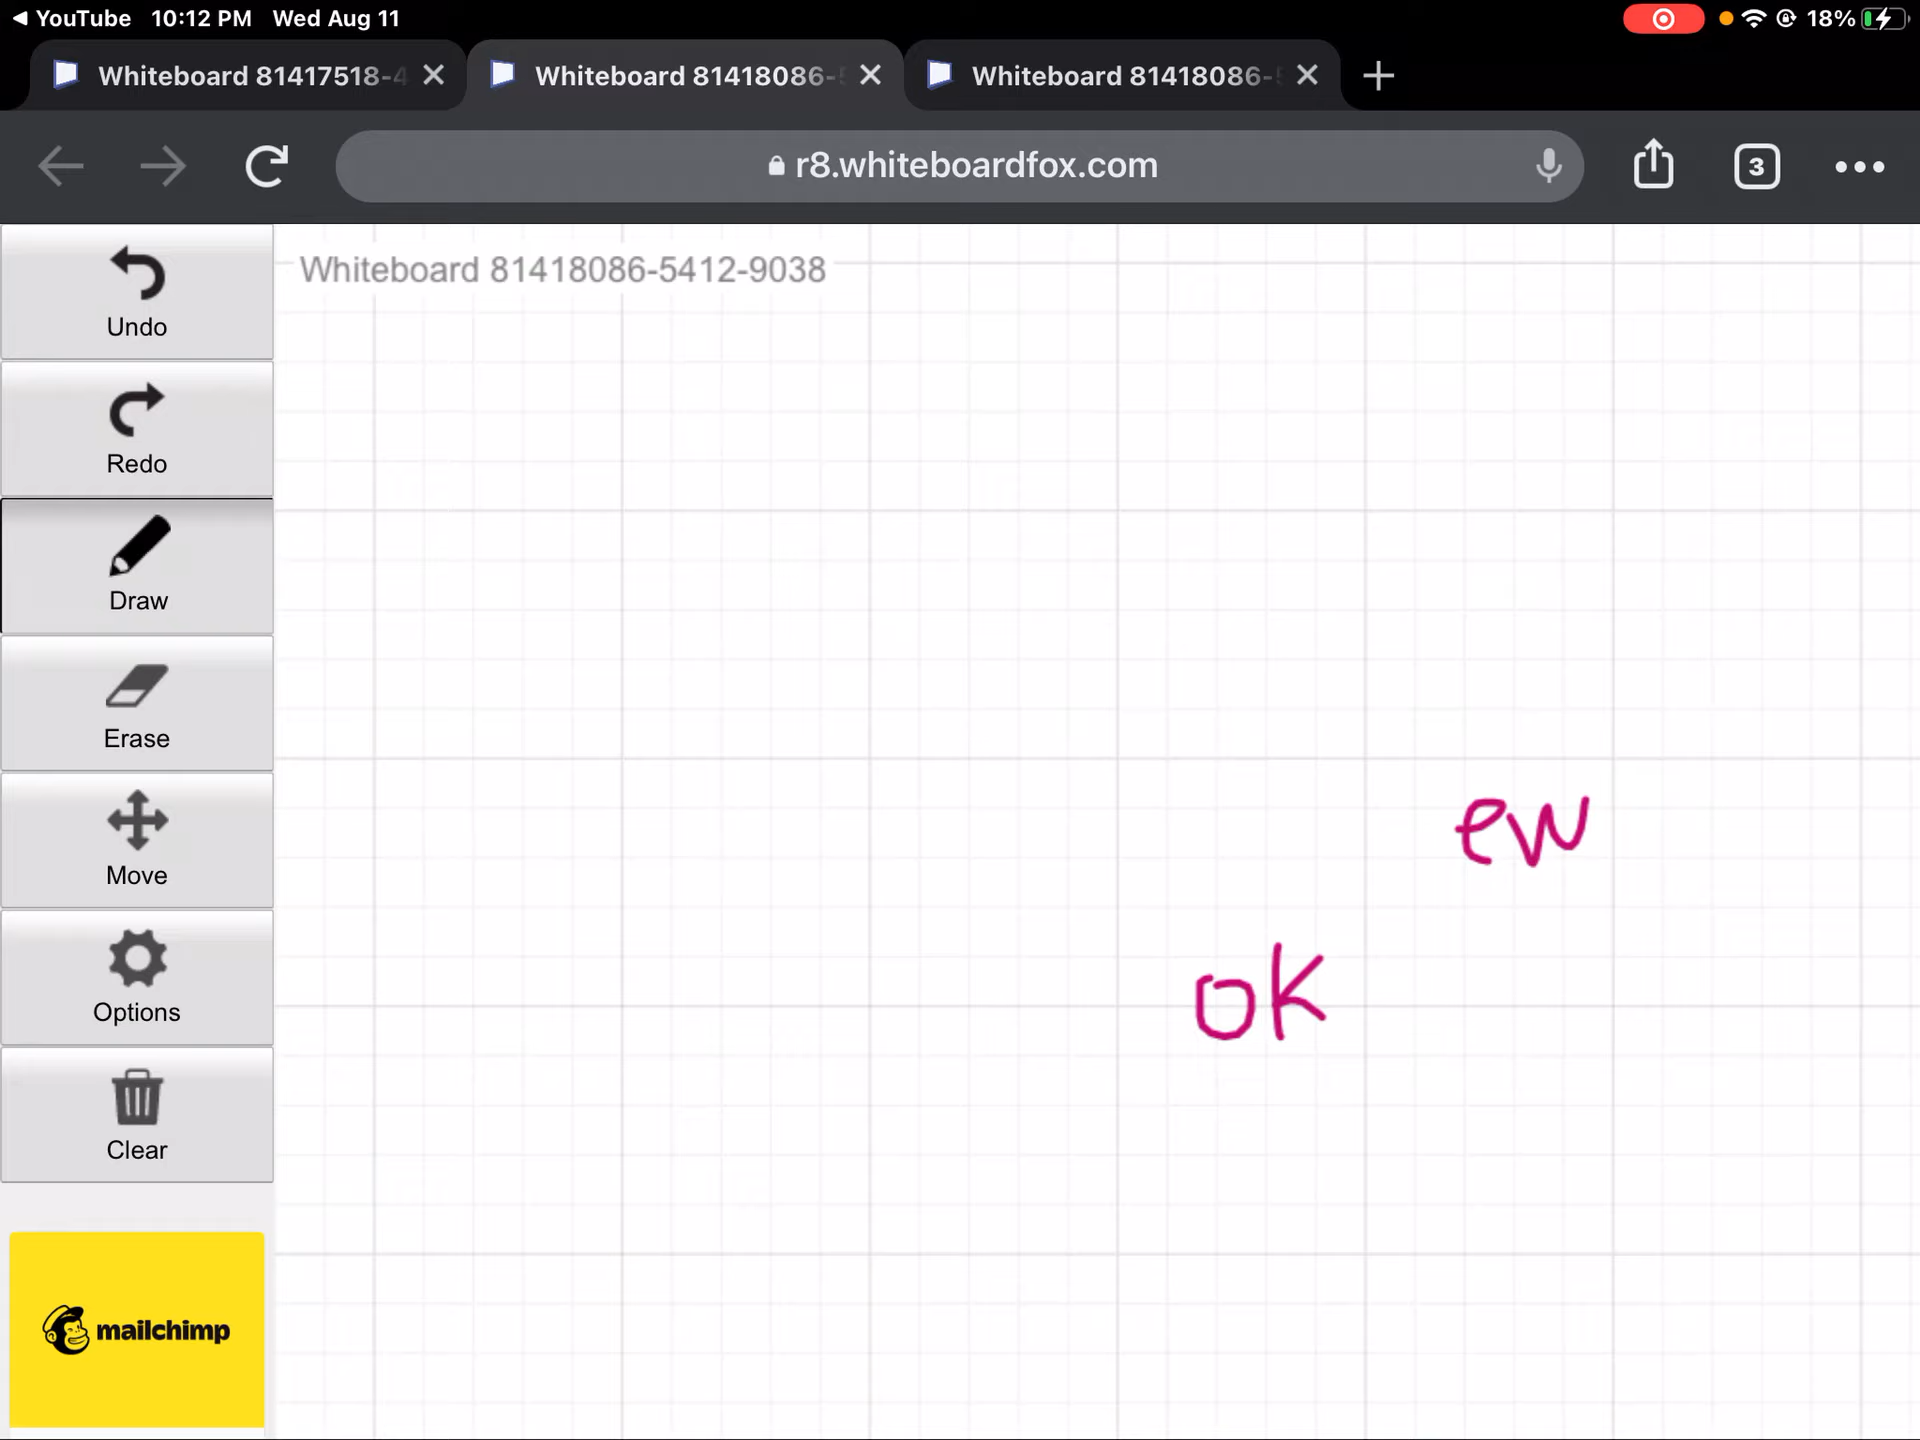 YouTube 10:12 PM Wed Aug 11 18%
Whiteboard 81417518-4 Whiteboard 81418086- Whiteboard 81418086-
r8.whiteboardfox.com 3
Whiteboard 81418086-5412-9038
Undo
Redo
Draw
Erase
Move
Options
Clear
ew
ok
mailchimp